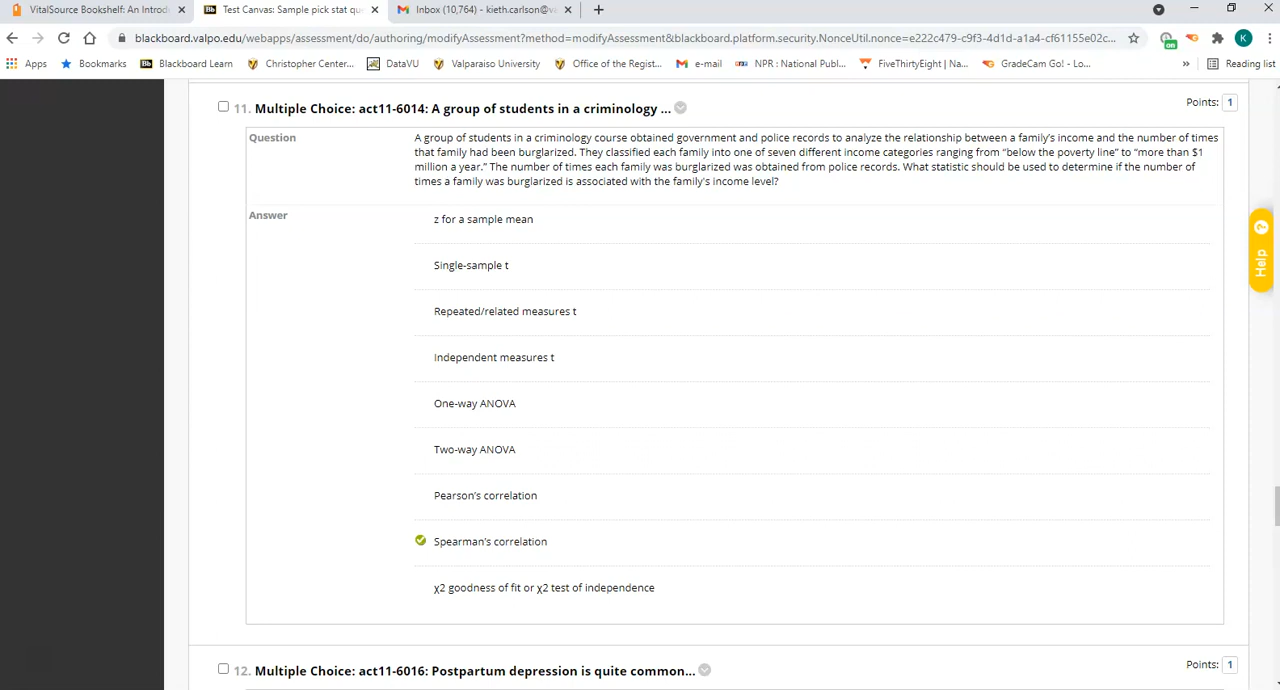 VitalSource Bookshelf: An Introd
Test Canvas: Sample pick stat qu
Inbox (10,764) - kieth.carlson@v
blackboard.valpo.edu/webapps/assessment/do/authoring/modifyAssessment?method=modifyAssessment&blackboard.platform.security.NonceUtil.nonce=e222c479-c9f3-4d1d-a1a4-cf61155e02c...
on
K
Apps Bookmarks Bb Blackboard Learn Christopher Center... DataVU Valparaiso University Office of the Regist... e-mail NPR : National Publ... FiveThirtyEight | Na... GradeCam Go! - Lo... » Reading list
11. Multiple Choice: act11-6014: A group of students in a criminology ... Points: 1
Question
A group of students in a criminology course obtained government and police records to analyze the relationship between a family's income and the number of times
that family had been burglarized. They classified each family into one of seven different income categories ranging from “below the poverty line” to “more than $1
million a year.” The number of times each family was burglarized was obtained from police records. What statistic should be used to determine if the number of
times a family was burglarized is associated with the family's income level?
Answer
z for a sample mean
Single-sample t
Repeated/related measures t
Independent measures t
One-way ANOVA
Two-way ANOVA
Pearson's correlation
Spearman's correlation
χ2 goodness of fit or χ2 test of independence
Help ?
12. Multiple Choice: act11-6016: Postpartum depression is quite common... Points: 1